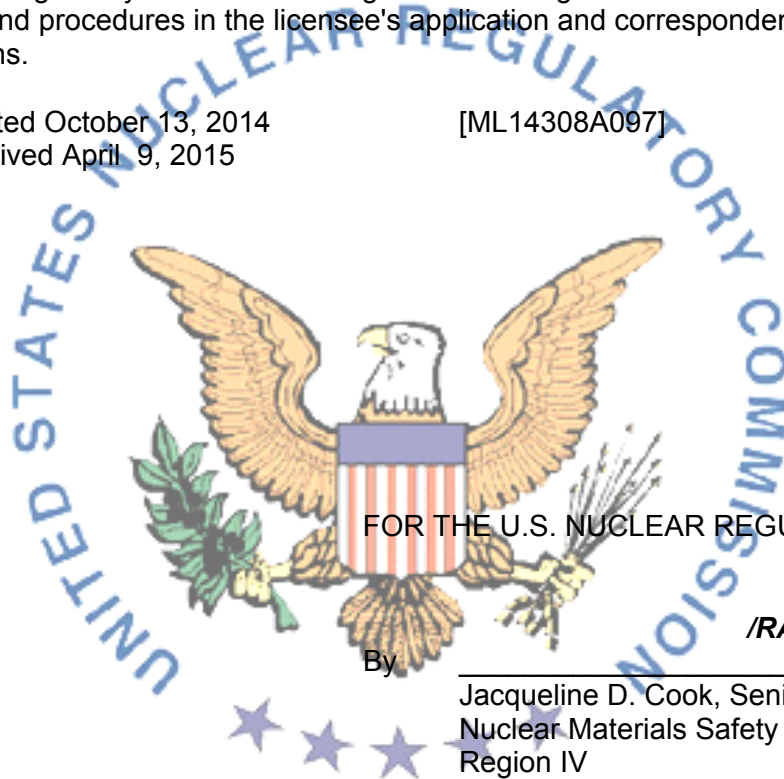 nd procedures in the licensee's application and
ns.
ted October 13, 2014 [ML14308A097]
ived April 9, 2015
UNITED STATES NUCLEAR REGULATORY COMMISSION
FOR THE U.S. NUCLEAR REGU
/RA
By
Jacqueline D. Cook, Seni
Nuclear Materials Safety
Region IV